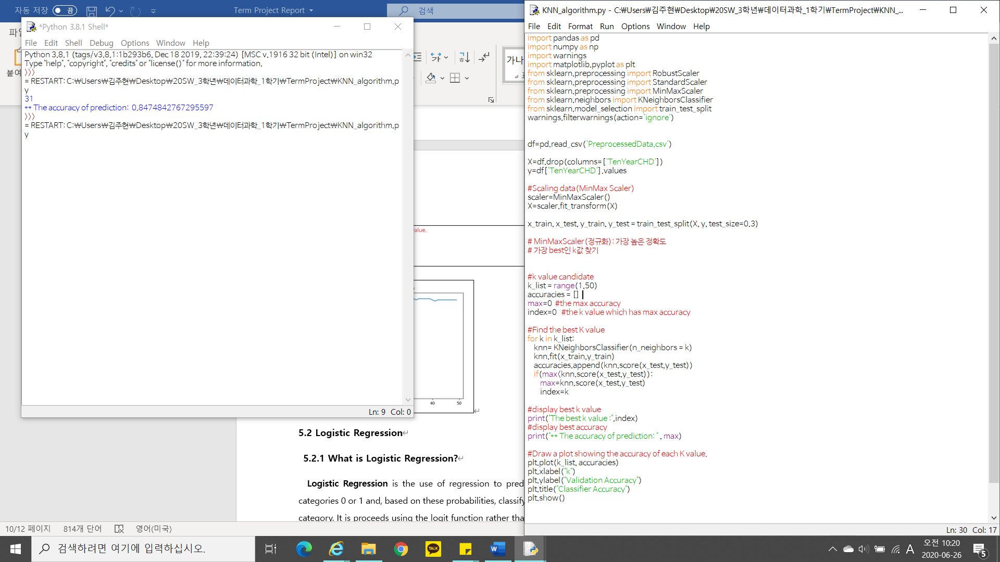 자동 저장 끔
Term Project Report
검색
*Python 3.8.1 Shell*
File Edit Shell Debug Options Window Help
Python 3.8.1 (tags/v3.8.1:1b293b6, Dec 18 2019, 22:39:24) [MSC v.1916 32 bit (Intel)] on win32
Type "help", "copyright", "credits" or "license()" for more information.
>>>
= RESTART: C:\Users\김주현\Desktop\20SW_3학년\데이터과학_1학기\TermProject\KNN_algorithm.p
y
31
** The accuracy of prediction:  0.8474842767295597
>>>
= RESTART: C:\Users\김주현\Desktop\20SW_3학년\데이터과학_1학기\TermProject\KNN_algorithm.p
y
Ln: 9 Col: 0
가나
value.
40 50
5.2 Logistic Regression
5.2.1 What is Logistic Regression?
Logistic Regression is the use of regression to pred
categories 0 or 1 and, based on these probabilities, classify
category. It is proceeds using the logit function rather tha
10/12 페이지 814개 단어 영어(미국)
KNN_algorithm.py - C:\Users\김주현\Desktop\20SW_3학년\데이터과학_1학기\TermProject\KNN_...
File Edit Format Run Options Window Help
import pandas as pd
import numpy as np
import warnings
import matplotlib.pyplot as plt
from sklearn.preprocessing import RobustScaler
from sklearn.preprocessing import StandardScaler
from sklearn.preprocessing import MinMaxScaler
from sklearn.neighbors import KNeighborsClassifier
from sklearn.model_selection import train_test_split
warnings.filterwarnings(action='ignore')
df=pd.read_csv('PreprocessedData.csv')
X=df.drop(columns=['TenYearCHD'])
y=df['TenYearCHD'].values
#Scaling data(MinMax Scaler)
scaler=MinMaxScaler()
X=scaler.fit_transform(X)
x_train, x_test, y_train, y_test = train_test_split(X, y, test_size=0.3)
# MinMaxScaler(정규화) : 가장 높은 정확도
# 가장 best인 k값 찾기
#k value candidate
k_list = range(1,50)
accuracies = []
max=0 #the max accuracy
index=0 #the k value which has max accuracy
#Find the best K value
for k in k_list:
knn= KNeighborsClassifier(n_neighbors = k)
knn.fit(x_train,y_train)
accuracies.append(knn.score(x_test,y_test))
if(max<knn.score(x_test,y_test)):
max=knn.score(x_test,y_test)
index=k
#display best k value
print("The best k value :",index)
#display best accuracy
print("** The accuracy of prediction: " , max)
#Draw a plot showing the accuracy of each K value.
plt.plot(k_list, accuracies)
plt.xlabel("k")
plt.ylabel("Validation Accuracy")
plt.title("Classifier Accuracy")
plt.show()
Ln: 30 Col: 17
검색하려면 여기에 입력하십시오.
TALK
A
오전 10:20
2020-06-26
5